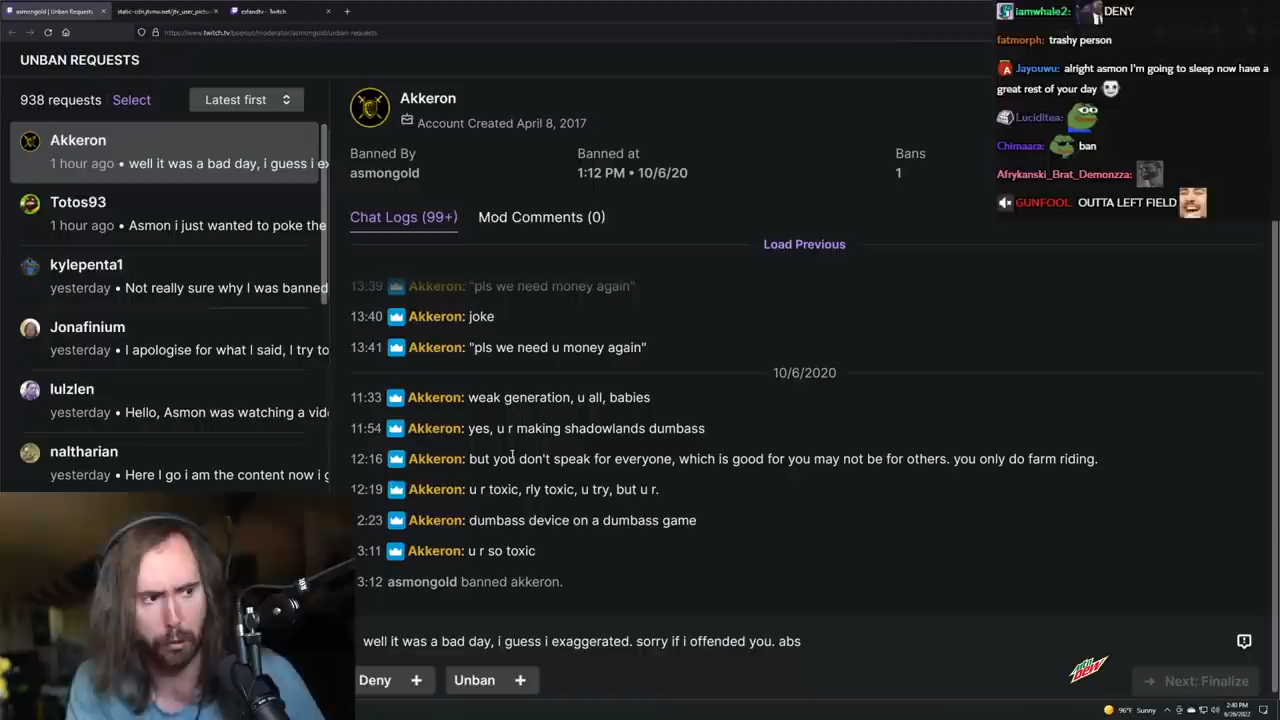 asmongold | Unban Requests
static-cdn.jtvnw.net/jtv_user_pictu
esfandtv - Twitch
https://www.twitch.tv/popout/moderator/asmongold/unban-requests
UNBAN REQUESTS
938 requests Select Latest first
Akkeron
1 hour ago • well it was a bad day, i guess i ex
Totos93
1 hour ago • Asmon i just wanted to poke the
kylepenta1
yesterday • Not really sure why I was banned
Jonafinium
yesterday • I apologise for what I said, I try to
lulzlen
yesterday • Hello, Asmon was watching a vid
naltharian
yesterday • Here I go i am the content now i g
Akkeron
Account Created April 8, 2017
Banned By Banned at Bans
asmongold 1:12 PM • 10/6/20 1
Chat Logs (99+) Mod Comments (0)
Load Previous
13:39 Akkeron: "pls we need money again"
13:40 Akkeron: joke
13:41 Akkeron: "pls we need u money again"
10/6/2020
11:33 Akkeron: weak generation, u all, babies
11:54 Akkeron: yes, u r making shadowlands dumbass
12:16 Akkeron: but you don't speak for everyone, which is good for you may not be for others. you only do farm riding.
12:19 Akkeron: u r toxic, rly toxic, u try, but u r.
2:23 Akkeron: dumbass device on a dumbass game
3:11 Akkeron: u r so toxic
3:12 asmongold banned akkeron.
well it was a bad day, i guess i exaggerated. sorry if i offended you. abs
Deny + Unban + Next: Finalize
iamwhale2: DENY
fatmorph: trashy person
Jayouwu: alright asmon I'm going to sleep now have a
great rest of your day
LucidItea:
Chimaara: ban
Afrykanski_Brat_Demonzza:
GUNFOOL: OUTTA LEFT FIELD
mtn DEW
96°F Sunny
2:40 PM
6/26/2022